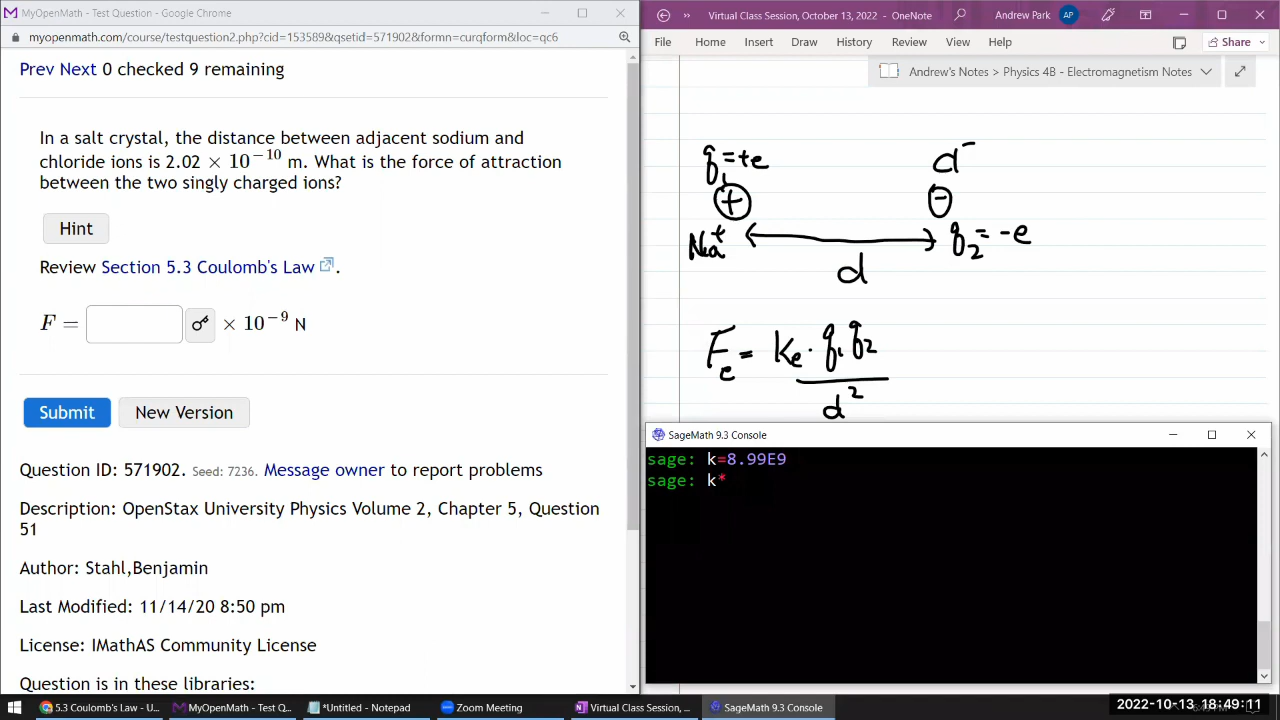 MyOpenMath - Test Question - Google Chrome
myopenmath.com/course/testquestion2.php?cid=153589&qsetid=571902&formn=curqform&loc=qc6
Prev Next 0 checked 9 remaining
In a salt crystal, the distance between adjacent sodium and
chloride ions is 2.02 × 10⁻¹⁰ m. What is the force of attraction
between the two singly charged ions?
Hint
Review Section 5.3 Coulomb's Law.
F = × 10⁻⁹ N
Submit New Version
Question ID: 571902. Seed: 7236. Message owner to report problems
Description: OpenStax University Physics Volume 2, Chapter 5, Question
51
Author: Stahl,Benjamin
Last Modified: 11/14/20 8:50 pm
License: IMathAS Community License
Question is in these libraries:
Virtual Class Session, October 13, 2022 - OneNote
Andrew Park AP
File Home Insert Draw History Review View Help Share
Andrew's Notes > Physics 4B - Electromagnetism Notes
q₁=+e
Cl⁻
+
−
Na⁺
q₂=-e
d
Fₑ = kₑ · q₁q₂
d²
SageMath 9.3 Console
sage: k=8.99E9
sage: k*
5.3 Coulomb's Law - U...
MyOpenMath - Test Q...
*Untitled - Notepad
Zoom Meeting
Virtual Class Session, ...
SageMath 9.3 Console
2022-10-13 18:49:11